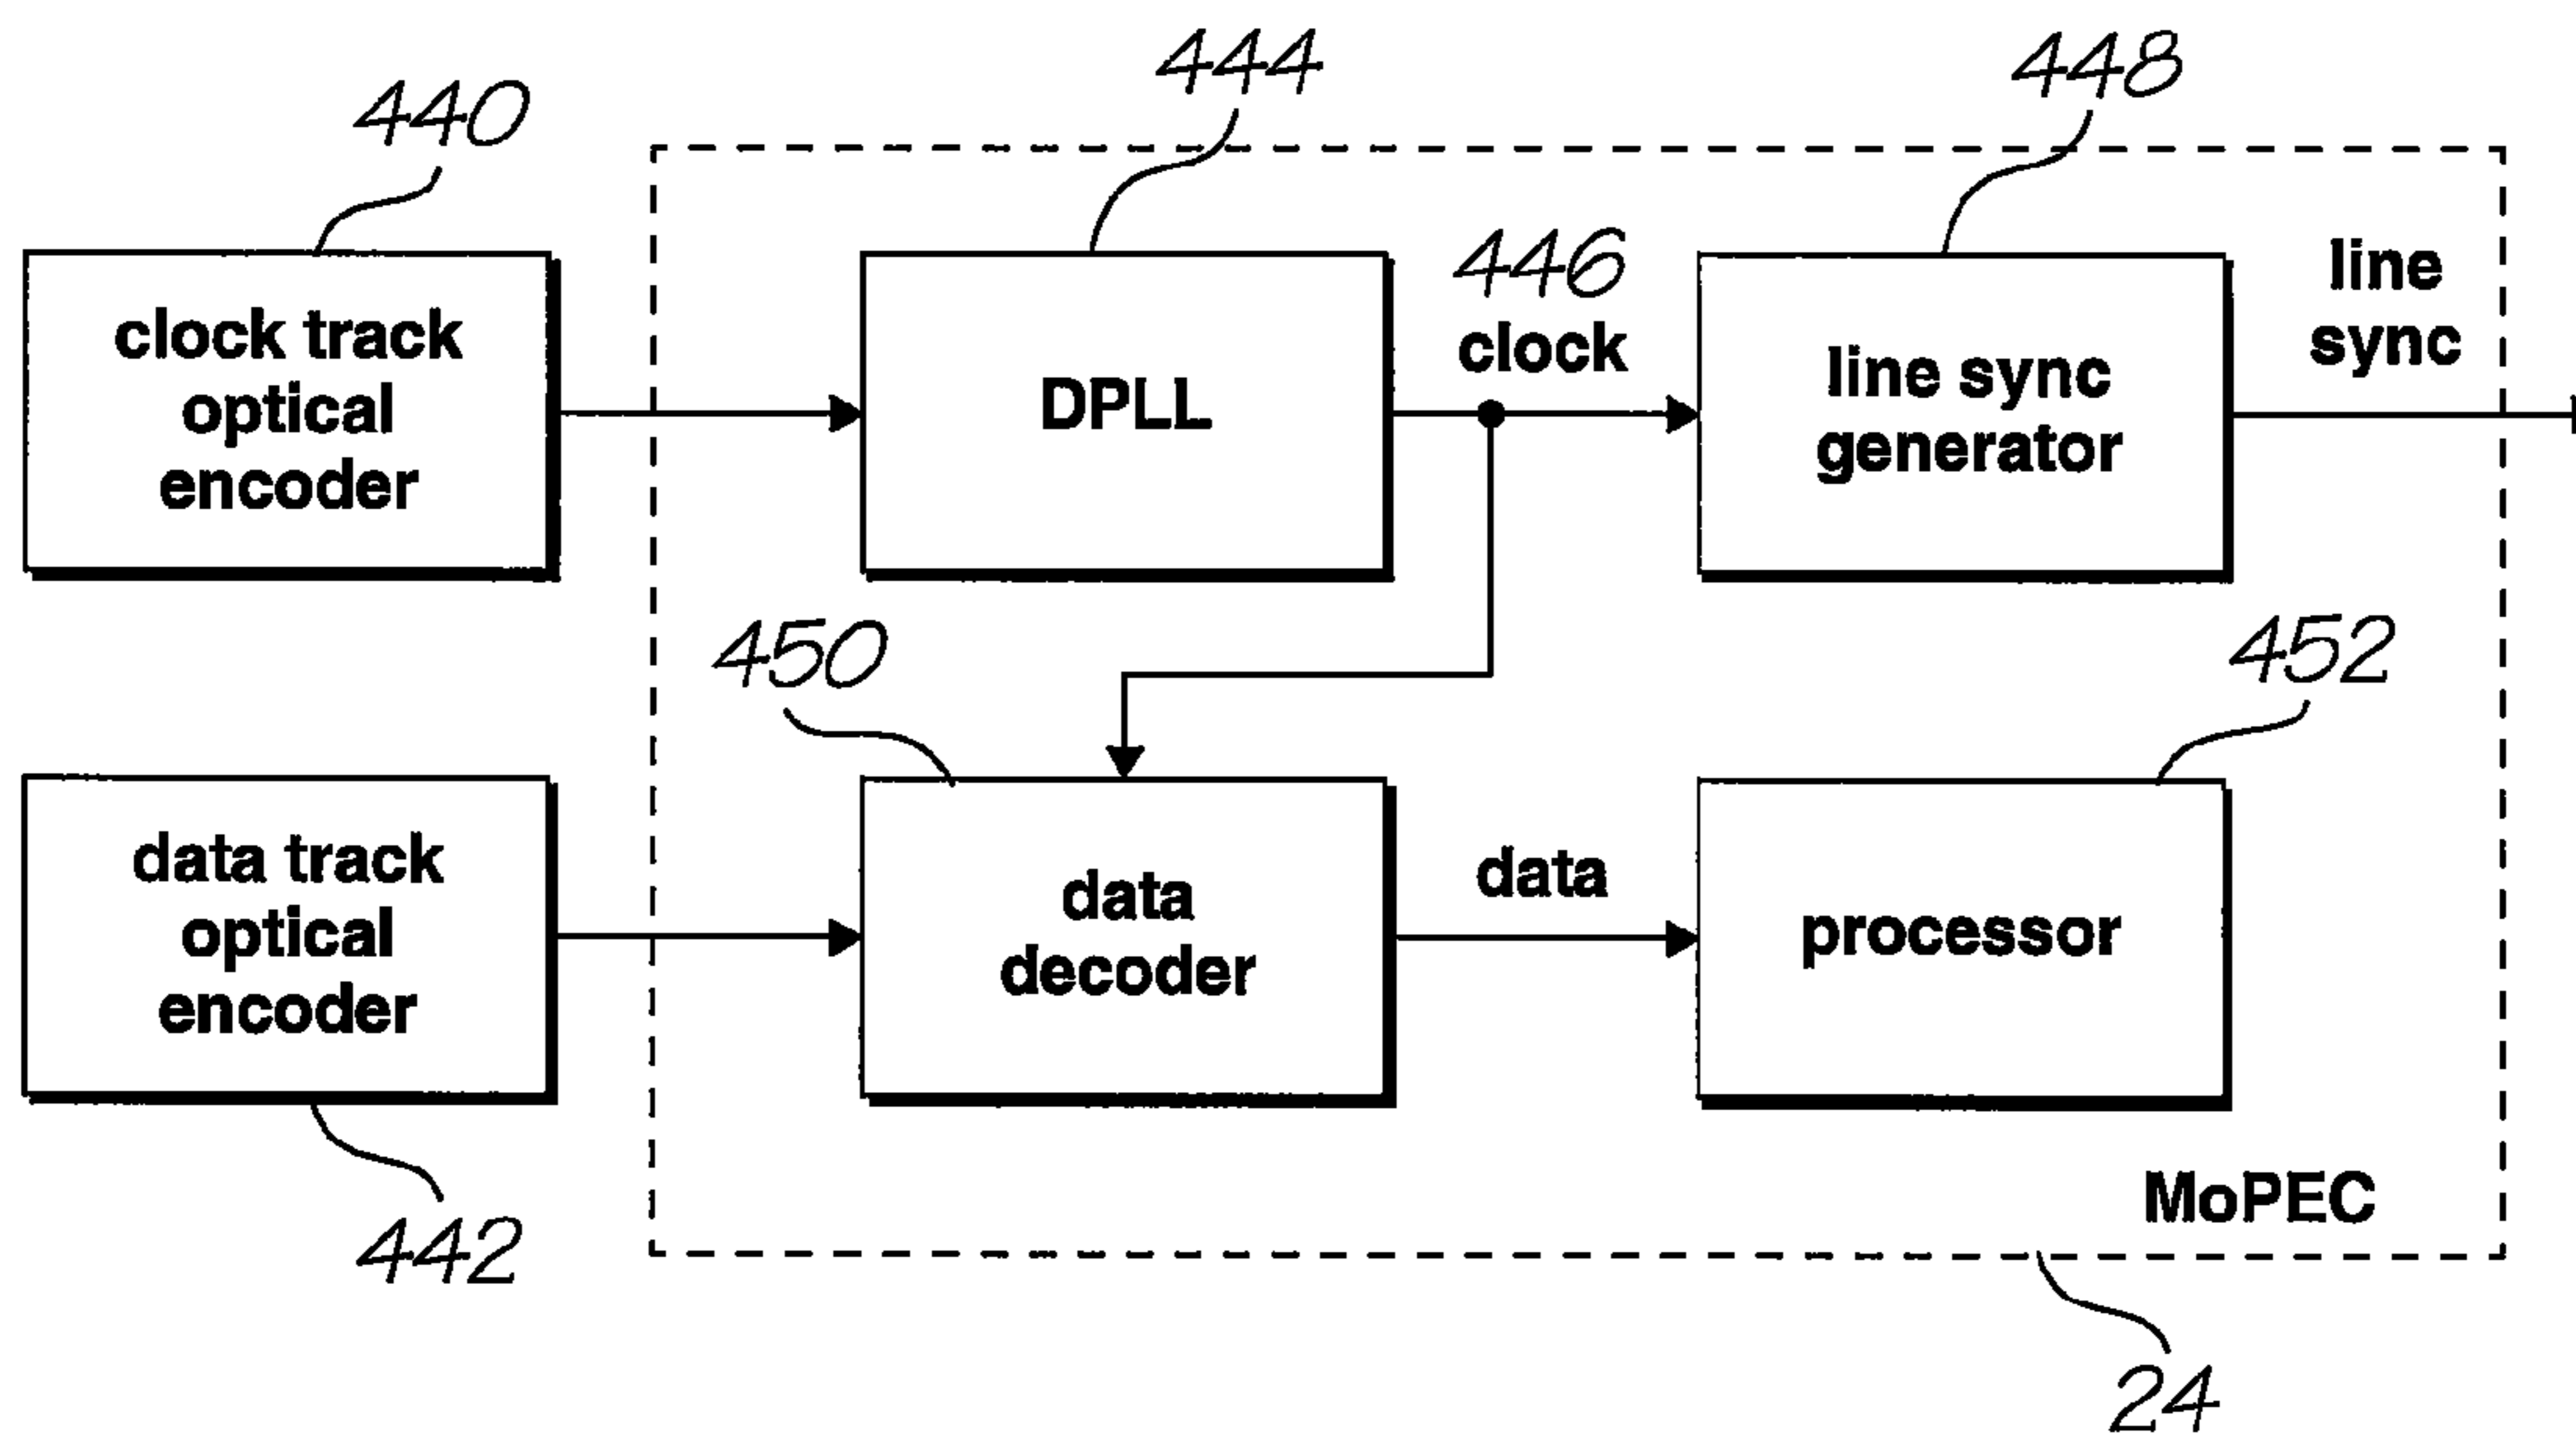 440
444
448
clock track
optical
encoder
DPLL
446
clock
line sync
generator
line
sync
450
452
data track
optical
encoder
data
decoder
data
processor
MoPEC
442
24